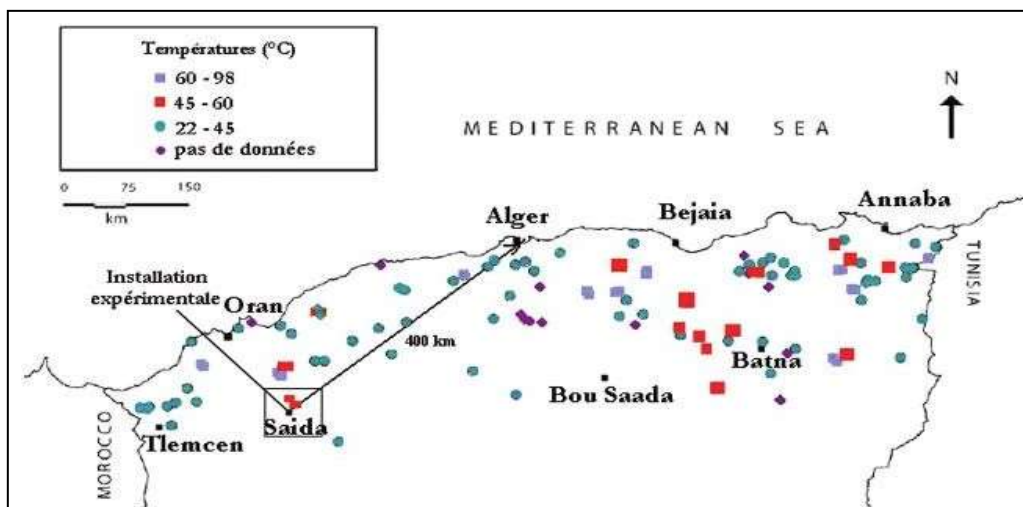 Températures (°C)
60 - 98
45 - 60
22 - 45
pas de données
0 75 150
km
N
MEDITERRANEAN SEA
Annaba
Bejaia
Alger
TUNISIA
Installation
expérimentale
Oran
400 km
Batna
Bou Saada
Saida
Tlemcen
MOROCCO